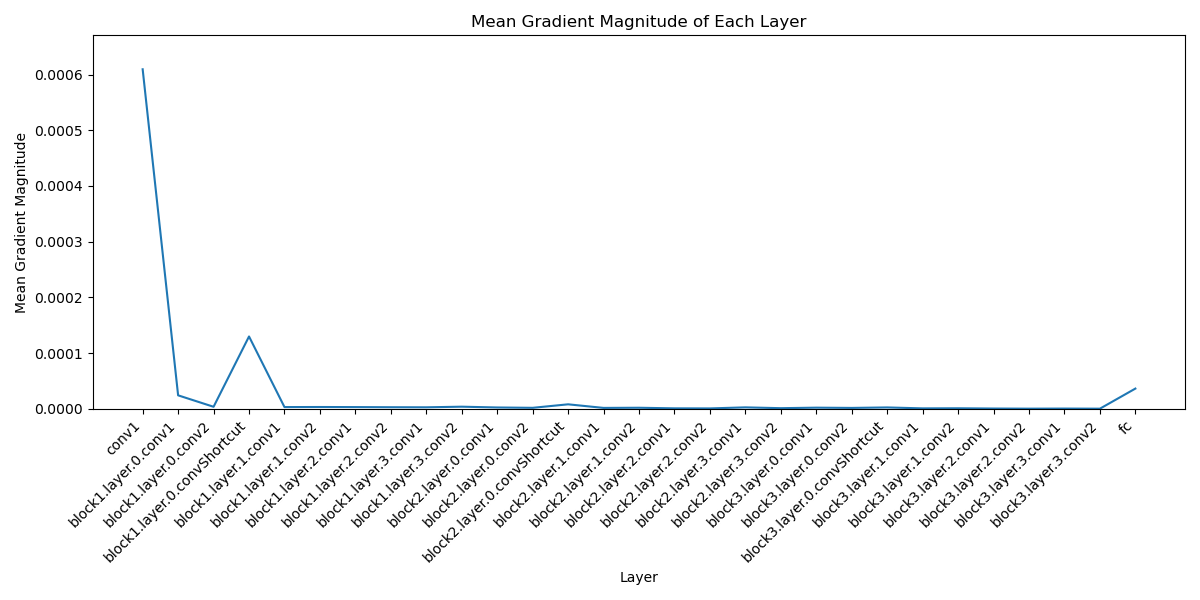 Mean Gradient Magnitude of Each Layer
Mean Gradient Magnitude
0.0006
0.0005
0.0004
0.0003
0.0002
0.0001
0.0000
conv1
block1.layer.0.conv1
block1.layer.0.conv2
block1.layer.0.convShortcut
block1.layer.1.conv1
block1.layer.1.conv2
block1.layer.2.conv1
block1.layer.2.conv2
block1.layer.3.conv1
block1.layer.3.conv2
block2.layer.0.conv1
block2.layer.0.conv2
block2.layer.0.convShortcut
block2.layer.1.conv1
block2.layer.1.conv2
block2.layer.2.conv1
block2.layer.2.conv2
block2.layer.3.conv1
block2.layer.3.conv2
block3.layer.0.conv1
block3.layer.0.conv2
block3.layer.0.convShortcut
block3.layer.1.conv1
block3.layer.1.conv2
block3.layer.2.conv1
block3.layer.2.conv2
block3.layer.3.conv1
block3.layer.3.conv2
fc
Layer